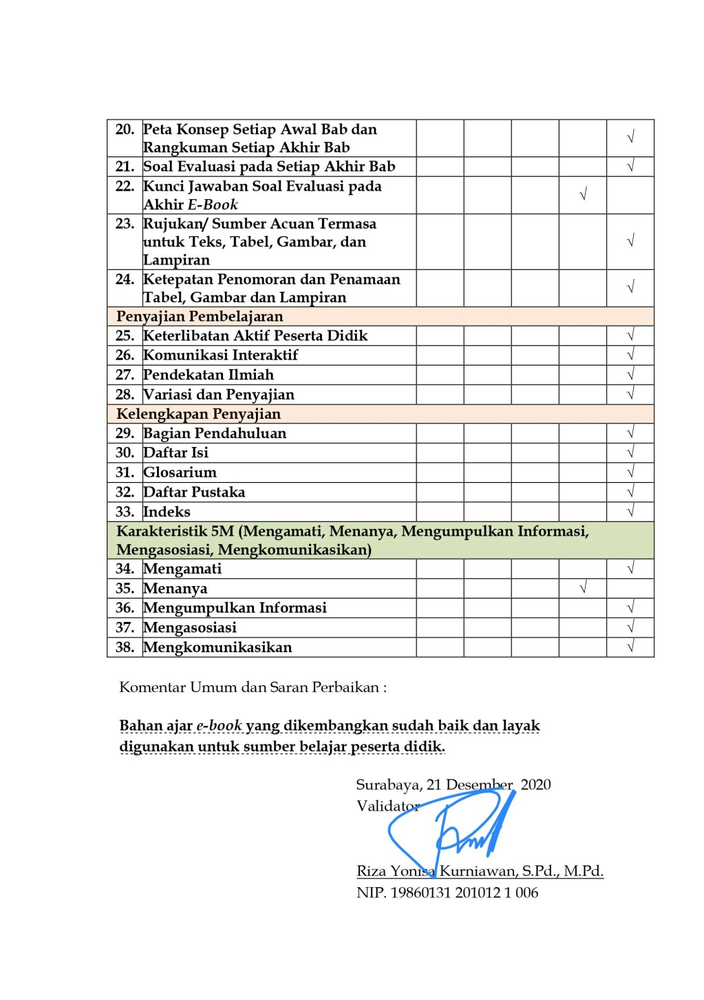 20. Peta Konsep Setiap Awal Bab dan
Rangkuman Setiap Akhir Bab √
21. Soal Evaluasi pada Setiap Akhir Bab √
22. Kunci Jawaban Soal Evaluasi pada
Akhir E-Book √
23. Rujukan/ Sumber Acuan Termasa
untuk Teks, Tabel, Gambar, dan √
Lampiran
24. Ketepatan Penomoran dan Penamaan
Tabel, Gambar dan Lampiran √
Penyajian Pembelajaran
25. Keterlibatan Aktif Peserta Didik √
26. Komunikasi Interaktif √
27. Pendekatan Ilmiah √
28. Variasi dan Penyajian √
Kelengkapan Penyajian
29. Bagian Pendahuluan √
30. Daftar Isi √
31. Glosarium √
32. Daftar Pustaka √
33. Indeks √
Karakteristik 5M (Mengamati, Menanya, Mengumpulkan Informasi,
Mengasosiasi, Mengkomunikasikan)
34. Mengamati √
35. Menanya √
36. Mengumpulkan Informasi √
37. Mengasosiasi √
38. Mengkomunikasikan √
Komentar Umum dan Saran Perbaikan :
Bahan ajar e-book yang dikembangkan sudah baik dan layak
digunakan untuk sumber belajar peserta didik.
Surabaya, 21 Desember 2020
Validator
Riza Yonisa Kurniawan, S.Pd., M.Pd.
NIP. 19860131 201012 1 006